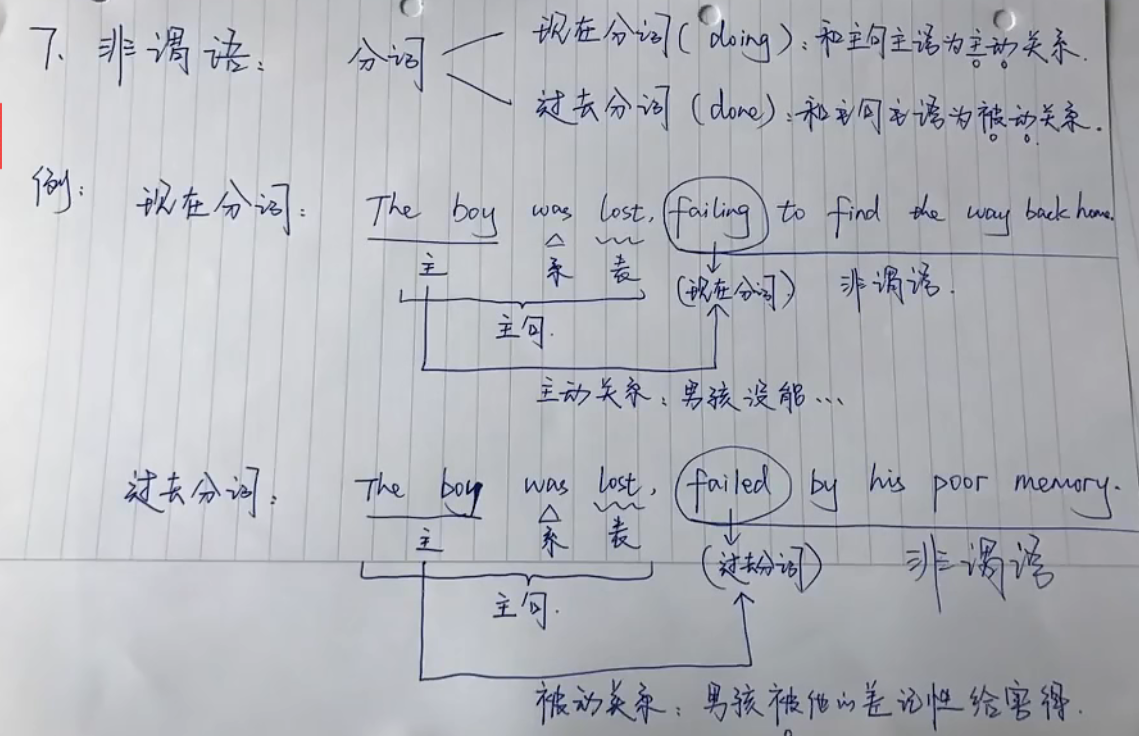 7、非谓语： 分词 现在分词(doing)：和主句主语为主动关系.
过去分词(done)：和主句主语为被动关系.
例： 现在分词： The boy was lost, failing to find the way back home.
主 系 表 (现在分词) 非谓语.
主句.
主动关系：男孩没能…
过去分词： The boy was lost, failed by his poor memory.
主 系 表 (过去分词) 非谓语
主句.
被动关系：男孩被他的差记性给害得.